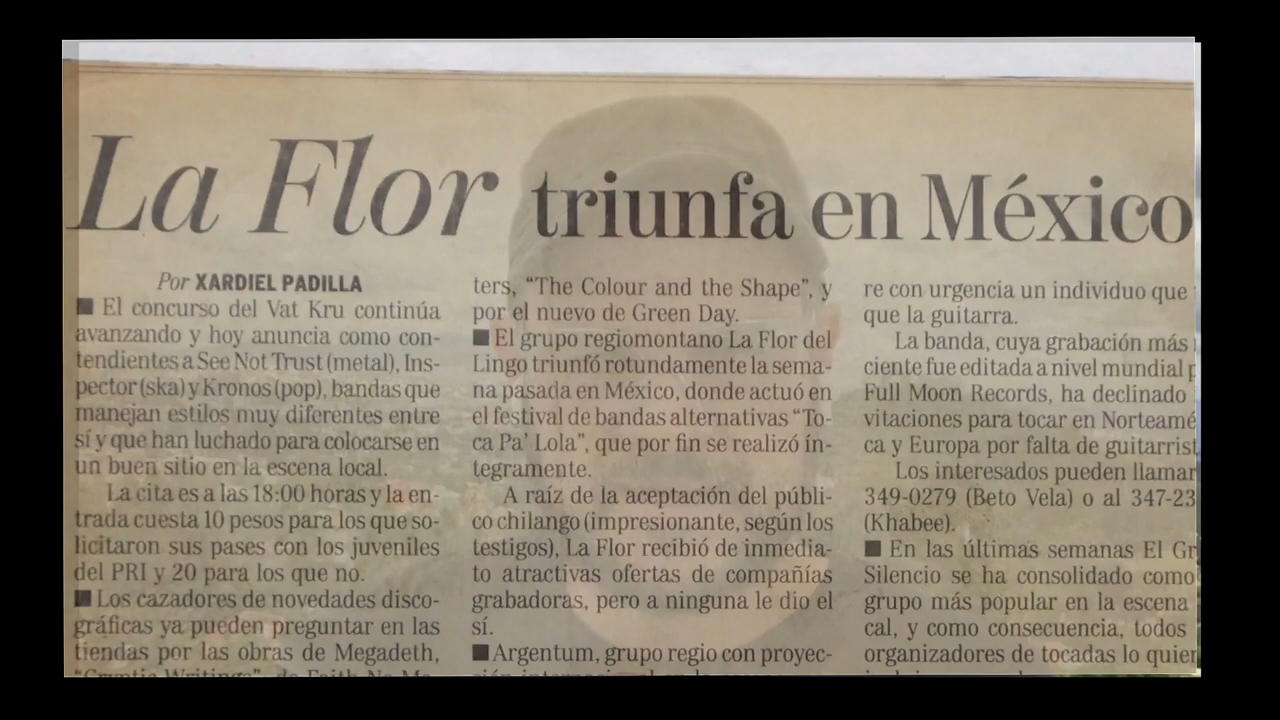 La Flor triunfa en México
Por XARDIEL PADILLA
■ El concurso del Vat Kru continúa
avanzando y hoy anuncia como con-
tendientes a See Not Trust (metal), Ins-
pector (ska) y Kronos (pop), bandas que
manejan estilos muy diferentes entre
sí y que han luchado para colocarse en
un buen sitio en la escena local.
La cita es a las 18:00 horas y la en-
trada cuesta 10 pesos para los que so-
licitaron sus pases con los juveniles
del PRI y 20 para los que no.
■ Los cazadores de novedades disco-
gráficas ya pueden preguntar en las
tiendas por las obras de Megadeth,
ters, “The Colour and the Shape”, y
por el nuevo de Green Day.
■ El grupo regiomontano La Flor del
Lingo triunfó rotundamente la sema-
na pasada en México, donde actuó en
el festival de bandas alternativas “To-
ca Pa’ Lola”, que por fin se realizó ín-
tegramente.
A raíz de la aceptación del públi-
co chilango (impresionante, según los
testigos), La Flor recibió de inmedia-
to atractivas ofertas de compañías
grabadoras, pero a ninguna le dio el
sí.
■ Argentum, grupo regio con proyec-
re con urgencia un individuo que
que la guitarra.
La banda, cuya grabación más
ciente fue editada a nivel mundial p
Full Moon Records, ha declinado
vitaciones para tocar en Norteamé
ca y Europa por falta de guitarrist
Los interesados pueden llamar
349-0279 (Beto Vela) o al 347-23
(Khabee).
■ En las últimas semanas El Gr
Silencio se ha consolidado como
grupo más popular en la escena
cal, y como consecuencia, todos
organizadores de tocadas lo quier